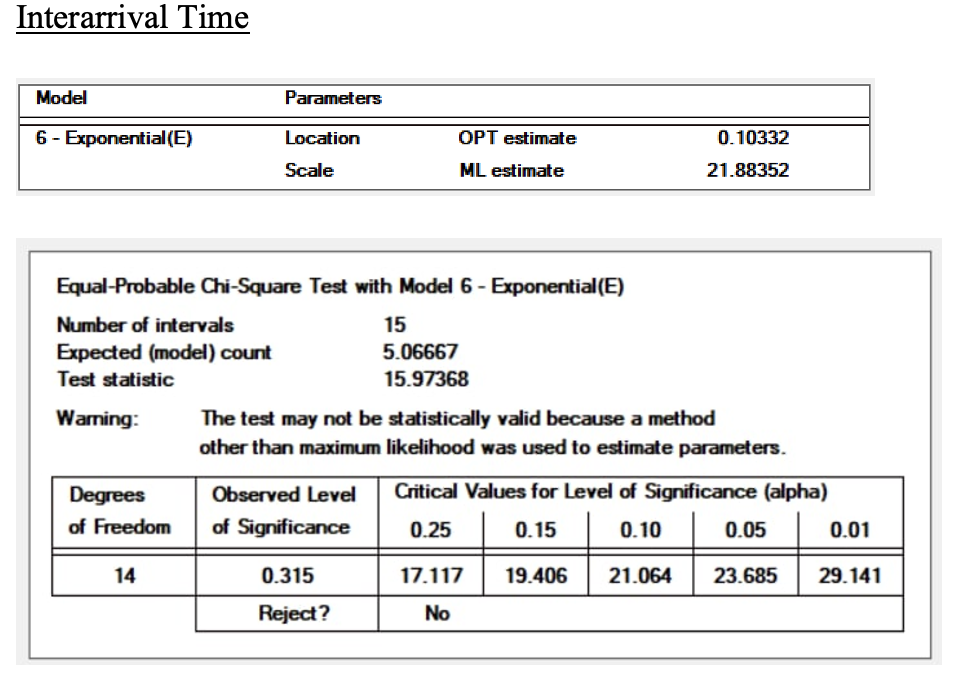 Interarrival Time
Model Parameters
6 - Exponential(E) Location OPT estimate 0.10332
Scale ML estimate 21.88352
Equal-Probable Chi-Square Test with Model 6 - Exponential(E)
Number of intervals 15
Expected (model) count 5.06667
Test statistic 15.97368
Warning: The test may not be statistically valid because a method
other than maximum likelihood was used to estimate parameters.
Degrees Observed Level Critical Values for Level of Significance (alpha)
of Freedom of Significance 0.25 0.15 0.10 0.05 0.01
14 0.315 17.117 19.406 21.064 23.685 29.141
Reject? No